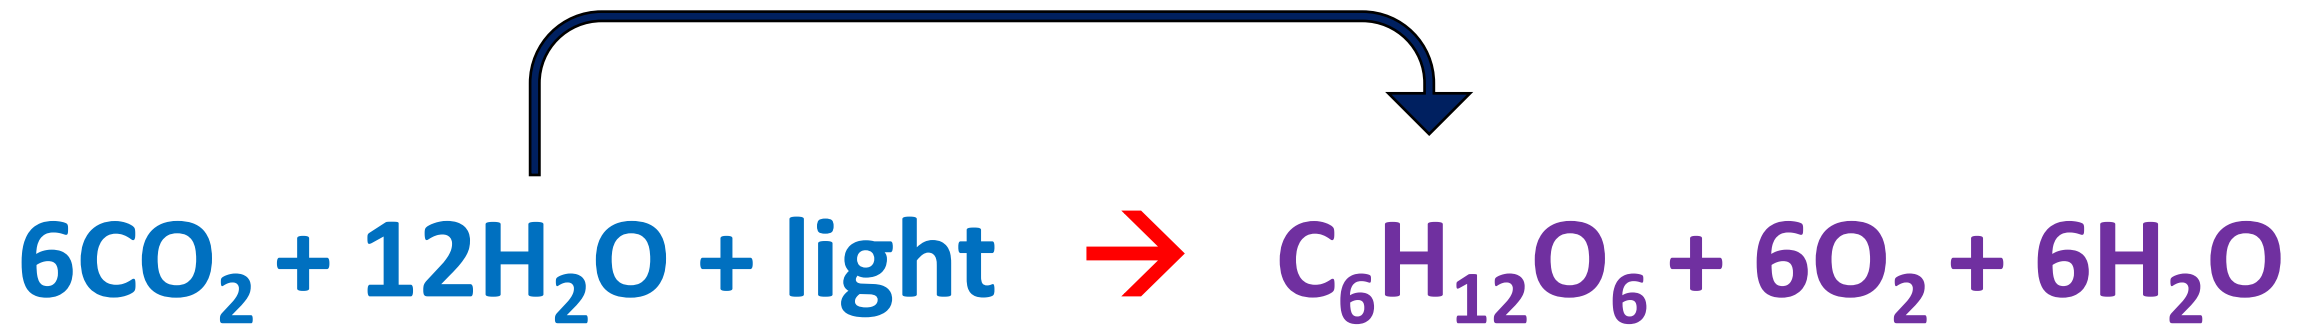 6CO₂ + 12H₂O + light → C₆H₁₂O₆ + 6O₂ + 6H₂O